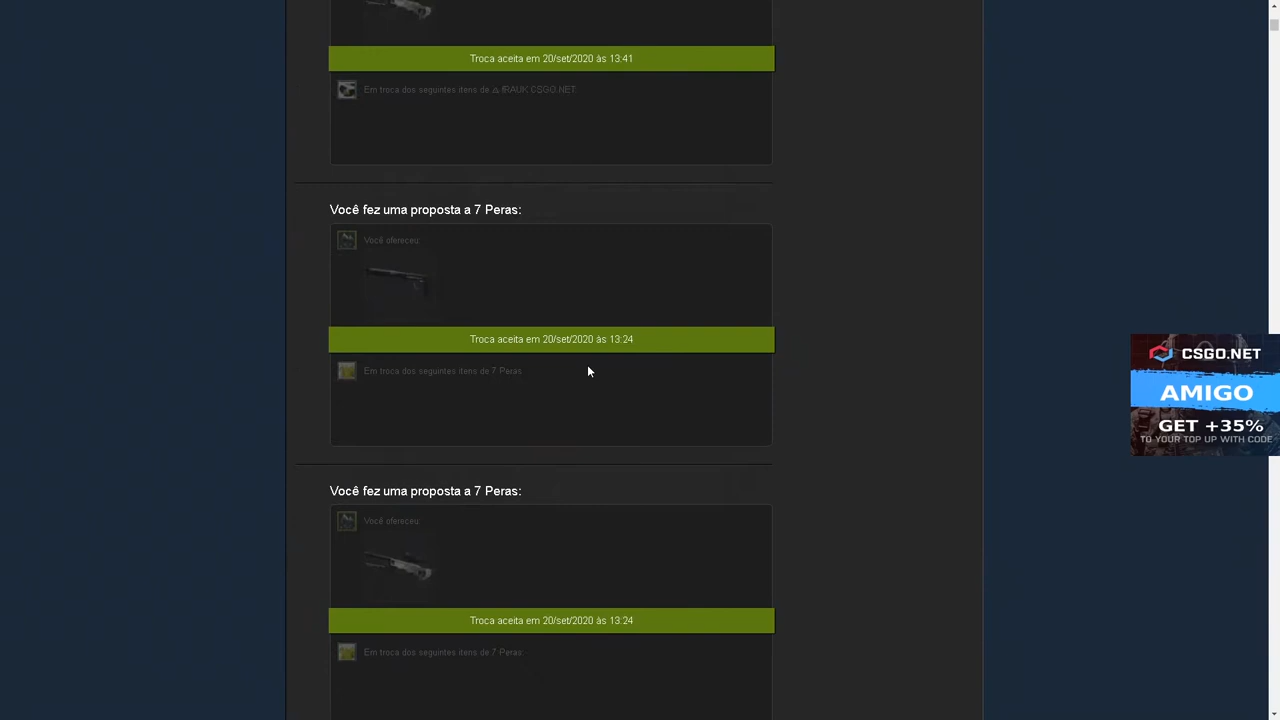 Troca aceita em 20/set/2020 às 13:41
Em troca dos seguintes itens de CSGO.NET
Você fez uma proposta a 7 Peras:
Você ofereceu:
Troca aceita em 20/set/2020 às 13:24
Em troca dos seguintes itens de 7 Peras:
Você fez uma proposta a 7 Peras:
Você ofereceu:
Troca aceita em 20/set/2020 às 13:24
Em troca dos seguintes itens de 7 Peras:
CSGO.NET
AMIGO
GET +35%
TO YOUR TOP UP WITH CODE